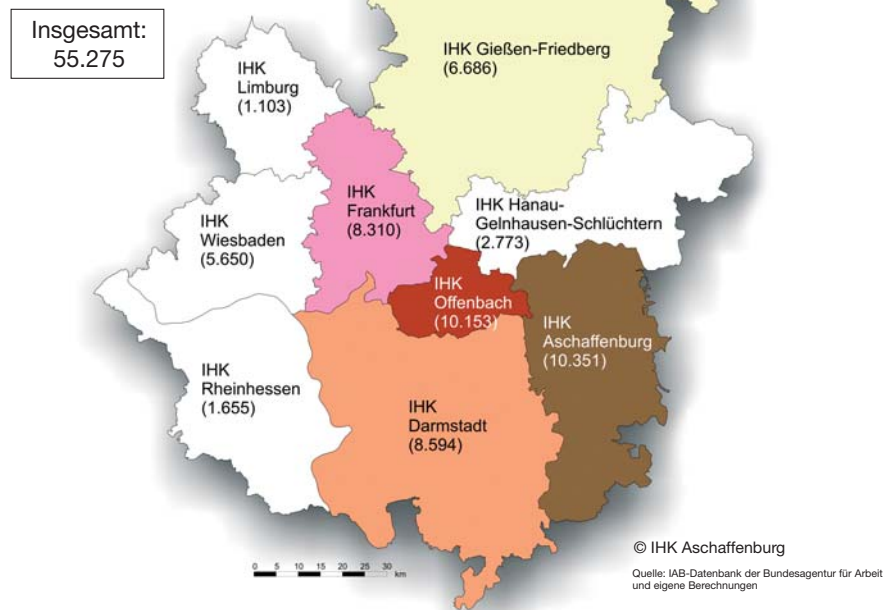 Insgesamt:
55.275
IHK Gießen-Friedberg
(6.686)
IHK
Limburg
(1.103)
IHK
Frankfurt
(8.310)
IHK Hanau-
Gelnhausen-Schlüchtern
(2.773)
IHK
Wiesbaden
(5.650)
IHK
Offenbach
(10.153)
IHK
Aschaffenburg
(10.351)
IHK
Rheinhessen
(1.655)
IHK
Darmstadt
(8.594)
0 5 10 15 20 25 30
km
© IHK Aschaffenburg
Quelle: IAB-Datenbank der Bundesagentur für Arbeit
und eigene Berechnungen